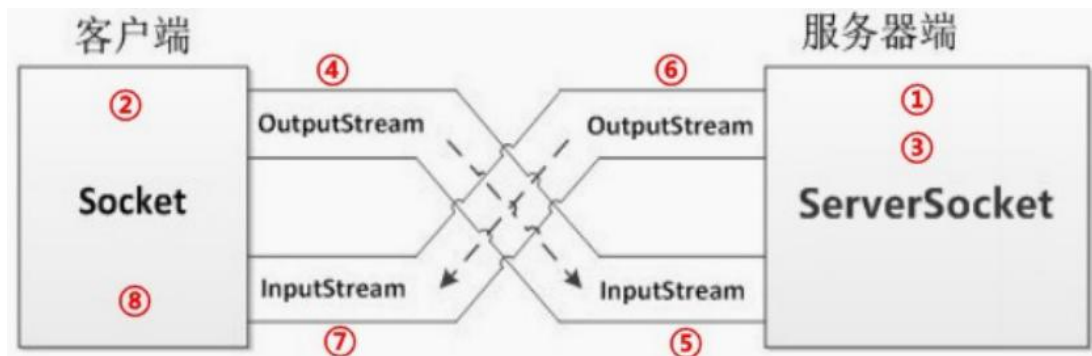 客户端
服务器端
④
⑥
②
①
OutputStream
OutputStream
③
Socket
ServerSocket
⑧
InputStream
InputStream
⑦
⑤